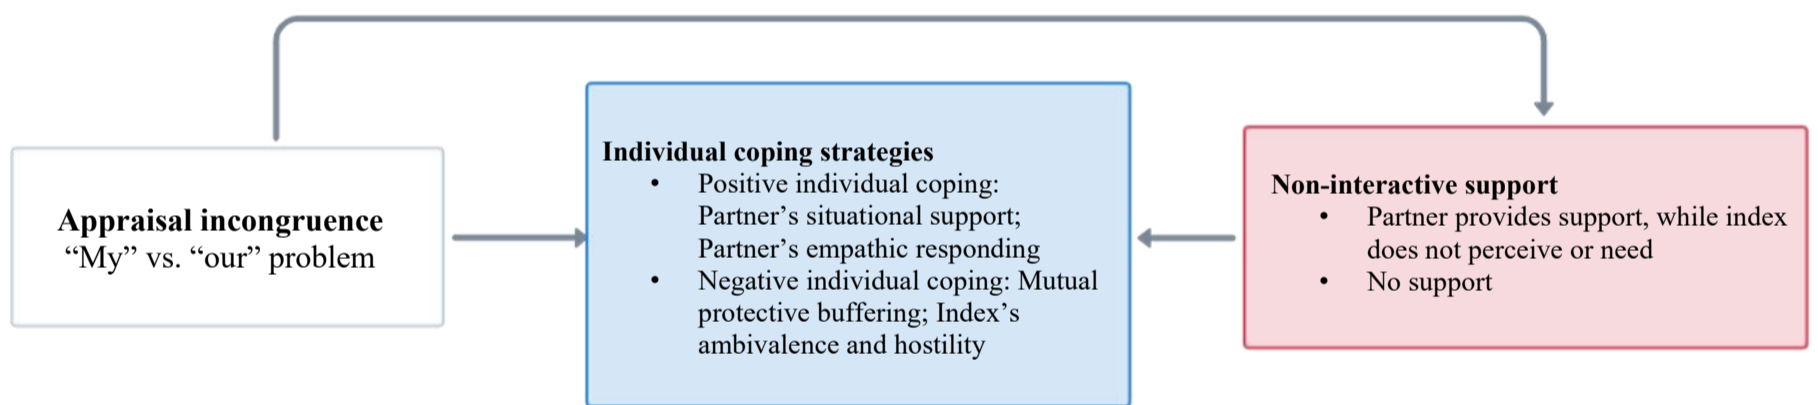 Appraisal incongruence
“My” vs. “our” problem
Individual coping strategies
• Positive individual coping:
Partner’s situational support;
Partner’s empathic responding
• Negative individual coping: Mutual
protective buffering; Index’s
ambivalence and hostility
Non-interactive support
• Partner provides support, while index
does not perceive or need
• No support